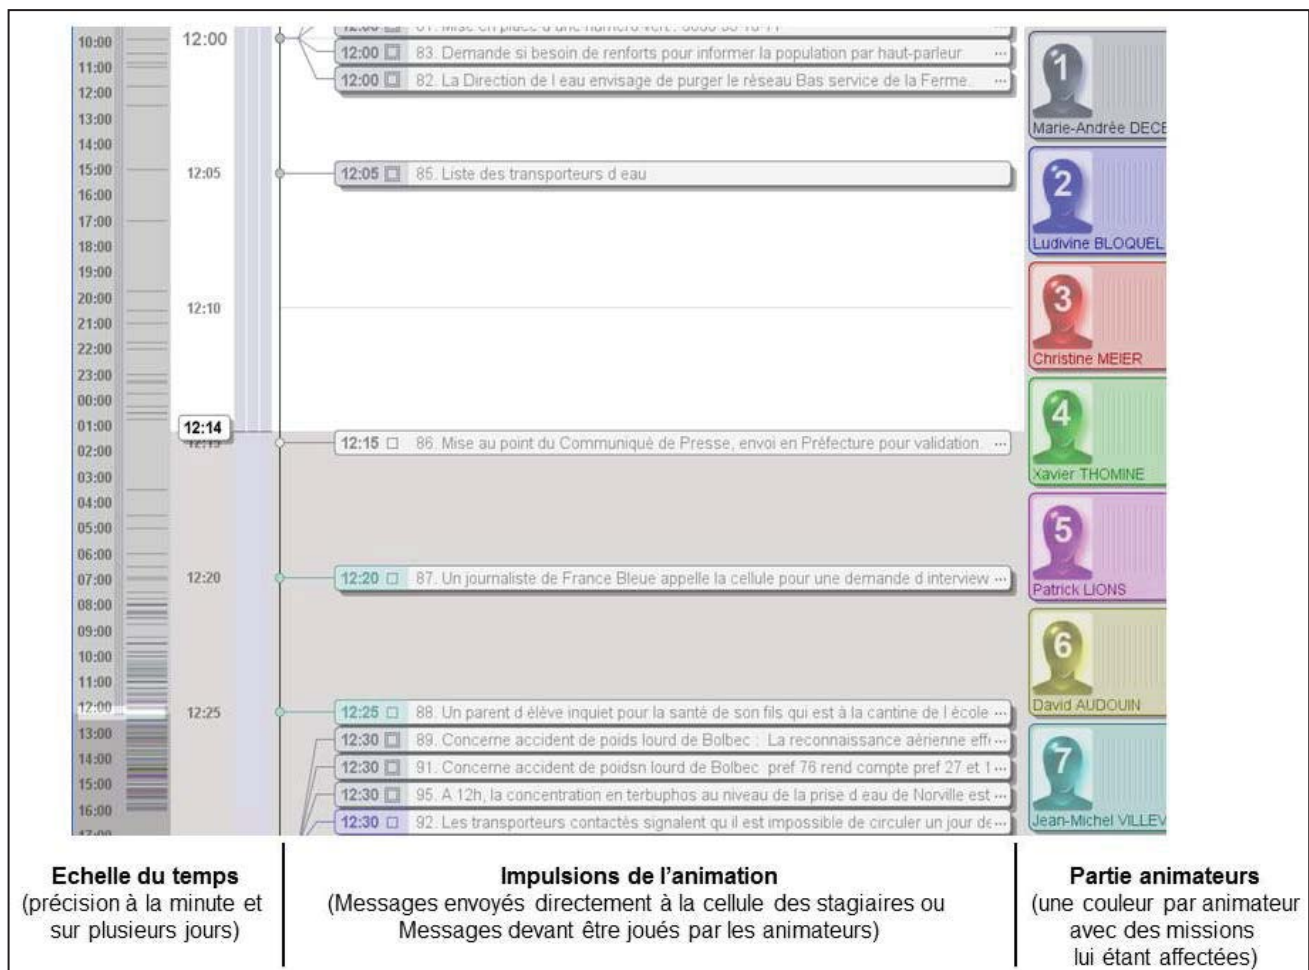 10:00
11:00
12:00
13:00
14:00
15:00
16:00
17:00
18:00
19:00
20:00
21:00
22:00
23:00
00:00
01:00
02:00
03:00
04:00
05:00
06:00
07:00
08:00
09:00
10:00
11:00
12:00
13:00
14:00
15:00
16:00
12:00
12:05
12:10
12:14
12:15
12:20
12:25
12:00 83. Demande si besoin de renforts pour informer la population par haut-parleur ...
12:00 82. La Direction de l eau envisage de purger le réseau Bas service de la Ferme. ...
12:05 85. Liste des transporteurs d eau
12:15 86. Mise au point du Communiqué de Presse, envoi en Préfecture pour validation. ...
12:20 87. Un journaliste de France Bleue appelle la cellule pour une demande d interview ...
12:25 88. Un parent d élève inquiet pour la santé de son fils qui est à la cantine de l école ...
12:30 89. Concerne accident de poids lourd de Bolbec : La reconnaissance aérienne effe...
12:30 91. Concerne accident de poidsn lourd de Bolbec pref 76 rend compte pref 27 et 1...
12:30 95. A 12h, la concentration en terbuphos au niveau de la prise d eau de Norville est ...
12:30 92. Les transporteurs contactés signalent qu il est impossible de circuler un jour de...
1
Marie-Andrée DECE
2
Ludivine BLOQUEL
3
Christine MEIER
4
Xavier THOMINE
5
Patrick LIONS
6
David AUDOUIN
7
Jean-Michel VILLEV
Echelle du temps
(précision à la minute et
sur plusieurs jours)
Impulsions de l'animation
(Messages envoyés directement à la cellule des stagiaires ou
Messages devant être joués par les animateurs)
Partie animateurs
(une couleur par animateur
avec des missions
lui étant affectées)